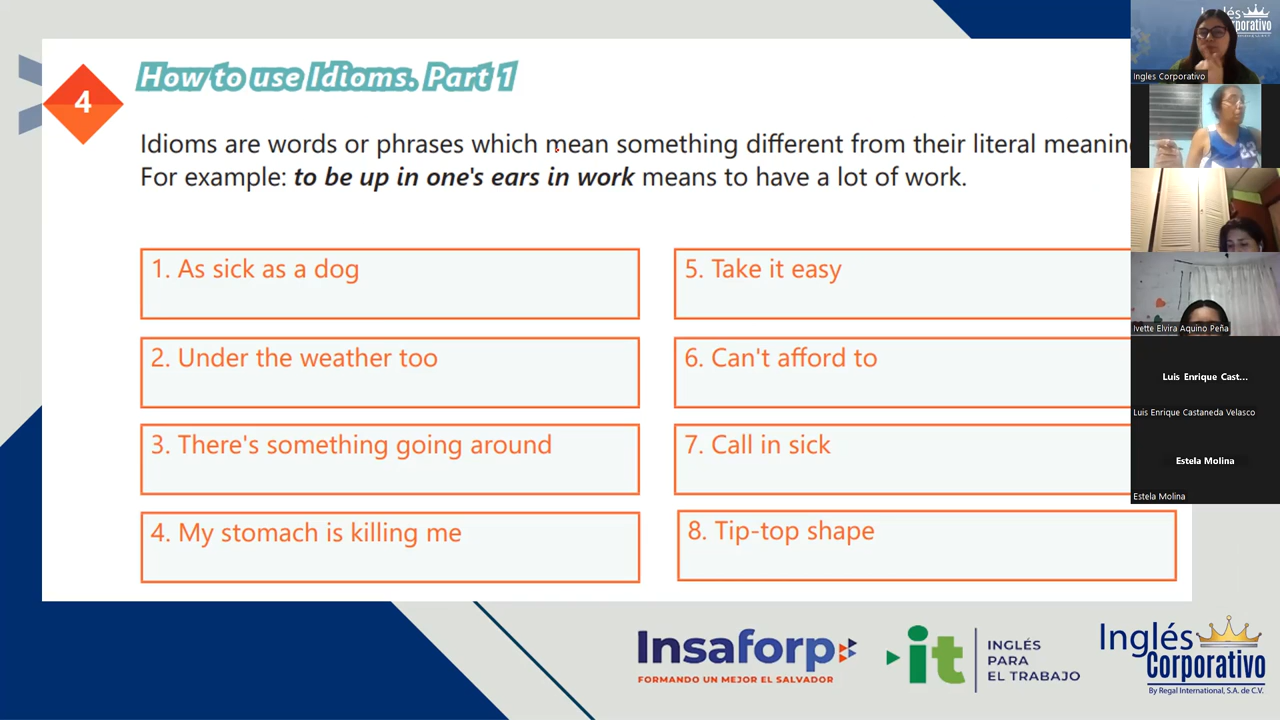 How to use Idioms. Part 1
4
Idioms are words or phrases which mean something different from their literal meanin
For example: to be up in one's ears in work means to have a lot of work.
1. As sick as a dog
5. Take it easy
2. Under the weather too
6. Can't afford to
3. There's something going around
7. Call in sick
4. My stomach is killing me
8. Tip-top shape
Insaforp
FORMANDO UN MEJOR EL SALVADOR
it
INGLÉS
PARA
EL TRABAJO
Inglés
Corporativo
By Regal International, S.A. de C.V.
Ingles Corporativo
Ivette Elvira Aquino Peña
Luis Enrique Cast...
Luis Enrique Castaneda Velasco
Estela Molina
Estela Molina